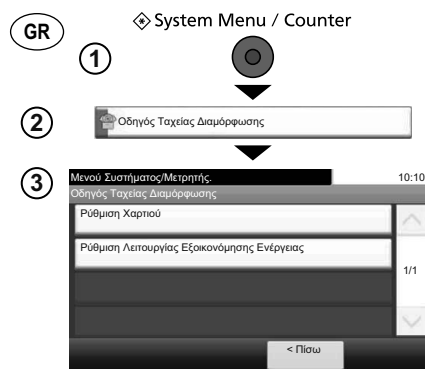 GR
System Menu / Counter
1
2
Οδηγός Ταχείας Διαμόρφωσης
3
Μενού Συστήματος/Μετρητής.
10:10
Οδηγός Ταχείας Διαμόρφωσης
Ρύθμιση Χαρτιού
Ρύθμιση Λειτουργίας Εξοικονόμησης Ενέργειας
1/1
< Πίσω